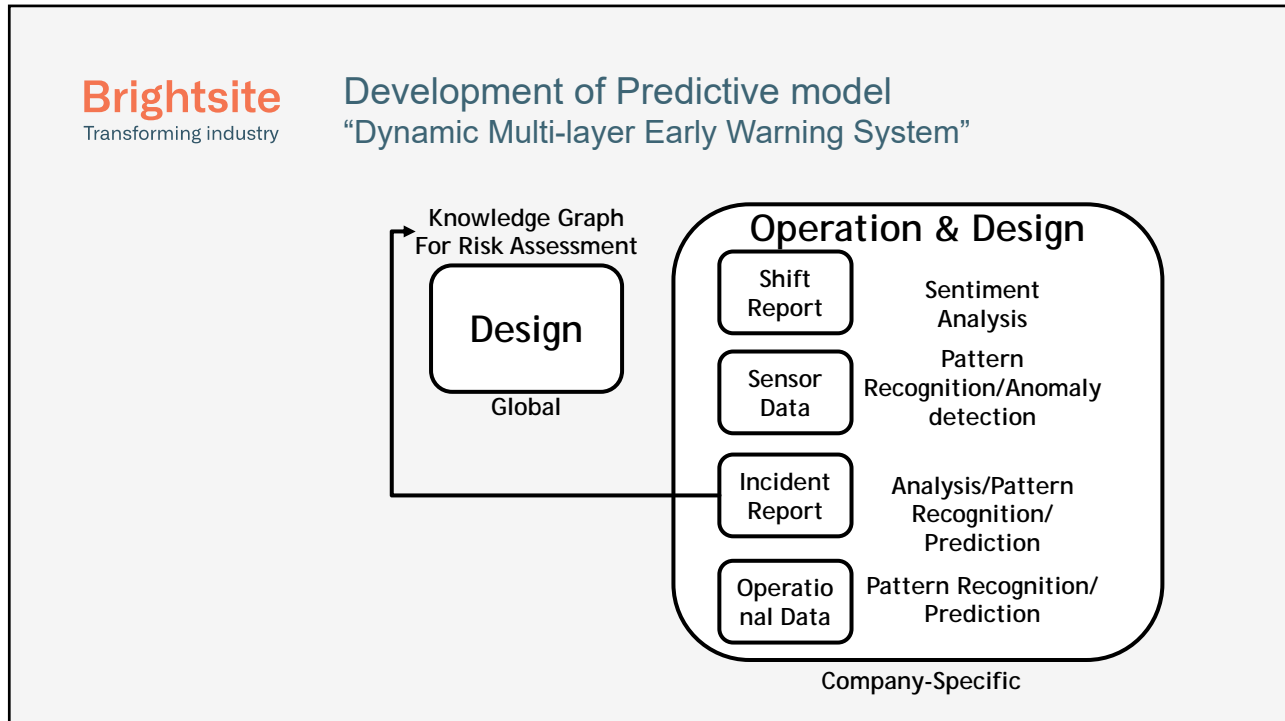 Brightsite
Transforming industry
Development of Predictive model
“Dynamic Multi-layer Early Warning System”
Knowledge Graph
For Risk Assessment
Design
Global
Operation & Design
Shift
Report
Sentiment
Analysis
Sensor
Data
Pattern
Recognition/Anomaly
detection
Incident
Report
Analysis/Pattern
Recognition/
Prediction
Operatio
nal Data
Pattern Recognition/
Prediction
Company-Specific